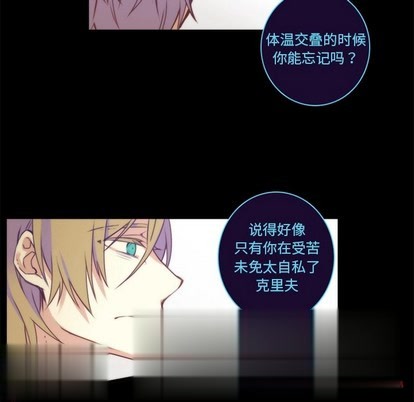 体温交叠的时候
你能忘记吗？
说得好像
只有你在受苦
未免太自私了
克里夫